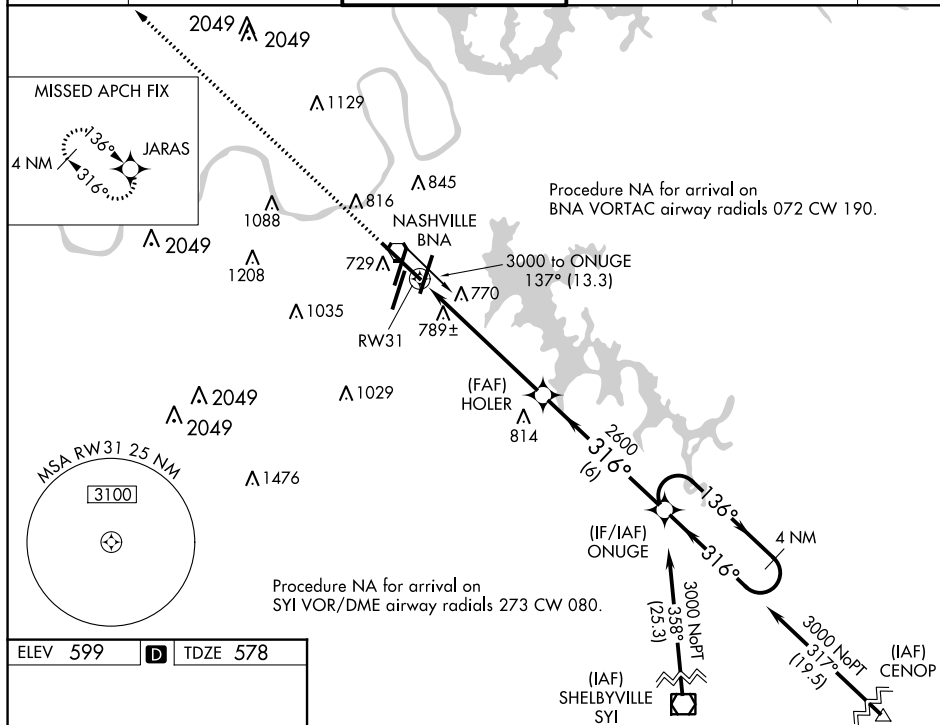 2049
2049
MISSED APCH FIX
136°
JARAS
4 NM
316°
1129
845
816
1088
2049
1208
NASHVILLE
BNA
Procedure NA for arrival on
BNA VORTAC airway radials 072 CW 190.
729
3000 to ONUGE
137° (13.3)
770
789±
RW31
1035
(FAF)
HOLER
1029
814
2049
2049
2600
316°
(6)
MSA RW31 25 NM
3100
1476
136°
4 NM
316°
(IF/IAF)
ONUGE
Procedure NA for arrival on
SYI VOR/DME airway radials 273 CW 080.
3000 NoPT
358°
(25.3)
3000 NoPT
317°
(19.5)
(IAF)
CENOP
(IAF)
SHELBYVILLE
SYI
ELEV 599 D TDZE 578